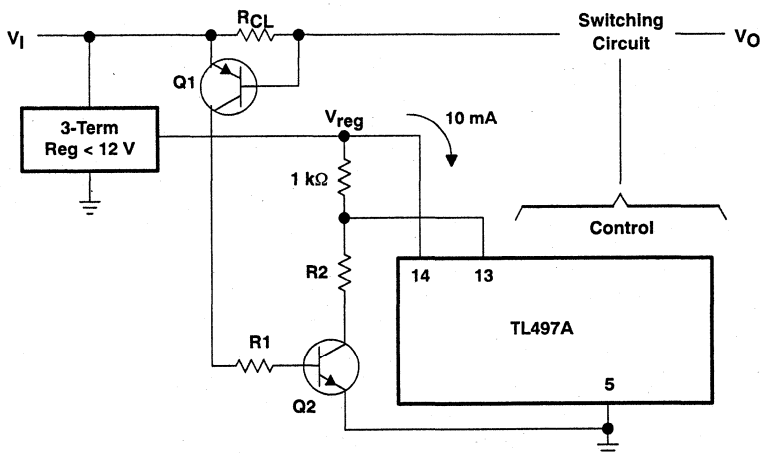 Switching
Circuit
VI
RCL
VO
Q1
3-Term
Reg < 12 V
Vreg
10 mA
1 kΩ
Control
R2
14
13
TL497A
R1
Q2
5